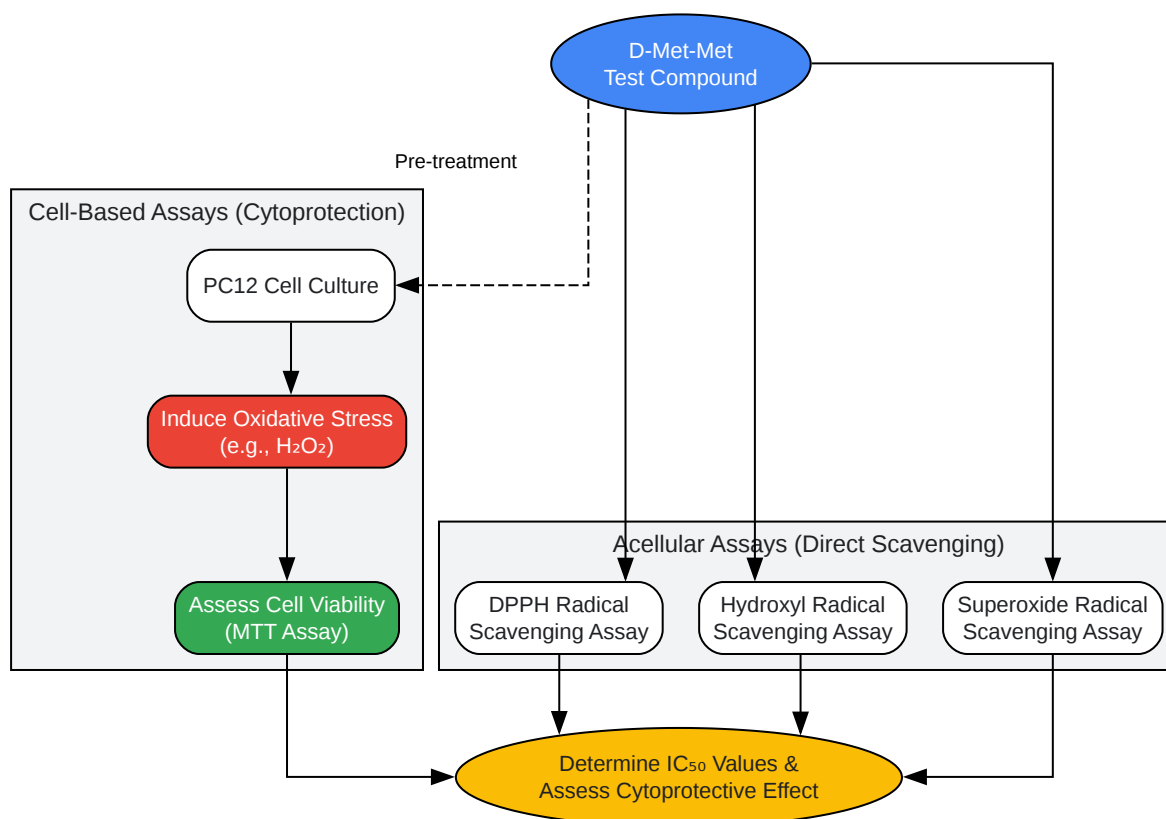 D-Met-Met
Test Compound
Pre-treatment
Cell-Based Assays (Cytoprotection)
PC12 Cell Culture
Induce Oxidative Stress
(e.g., H₂O₂)
Assess Cell Viability
(MTT Assay)
Acellular Assays (Direct Scavenging)
DPPH Radical
Scavenging Assay
Hydroxyl Radical
Scavenging Assay
Superoxide Radical
Scavenging Assay
Determine IC₅₀ Values &
Assess Cytoprotective Effect